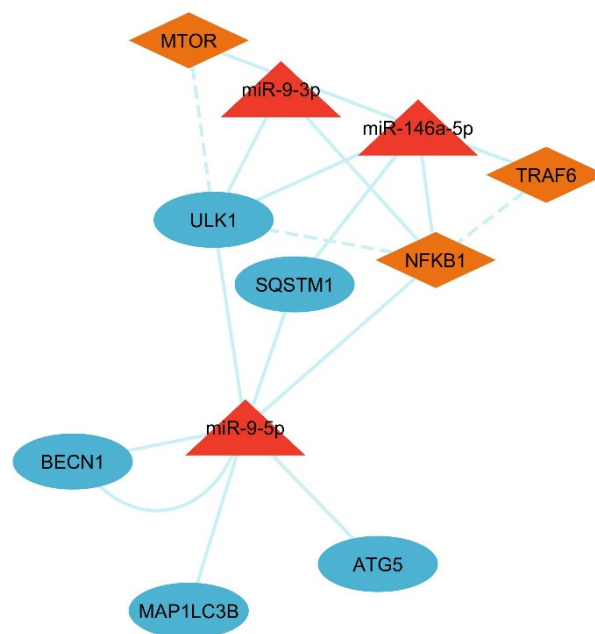 MTOR
miR-9-3p
miR-146a-5p
TRAF6
ULK1
NFKB1
SQSTM1
miR-9-5p
BECN1
ATG5
MAP1LC3B